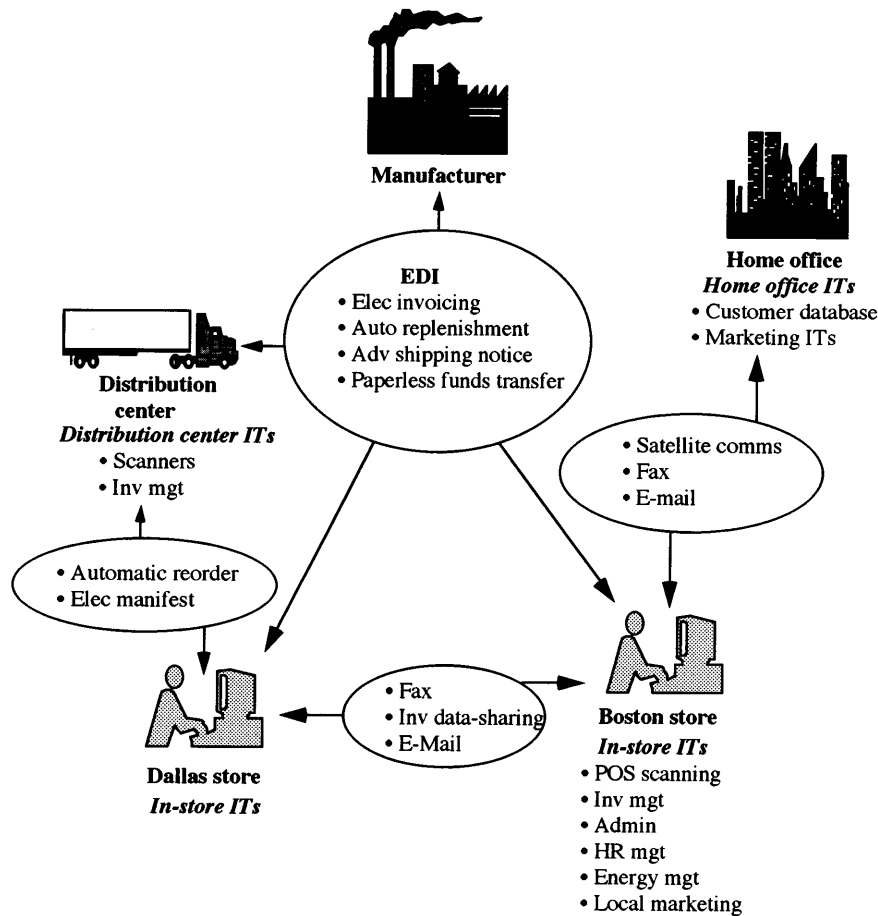 Manufacturer
EDI
• Elec invoicing
• Auto replenishment
• Adv shipping notice
• Paperless funds transfer
Home office
Home office ITs
• Customer database
• Marketing ITs
Distribution
center
Distribution center ITs
• Scanners
• Inv mgt
• Satellite comms
• Fax
• E-mail
• Automatic reorder
• Elec manifest
• Fax
• Inv data-sharing
• E-Mail
Dallas store
In-store ITs
Boston store
In-store ITs
• POS scanning
• Inv mgt
• Admin
• HR mgt
• Energy mgt
• Local marketing